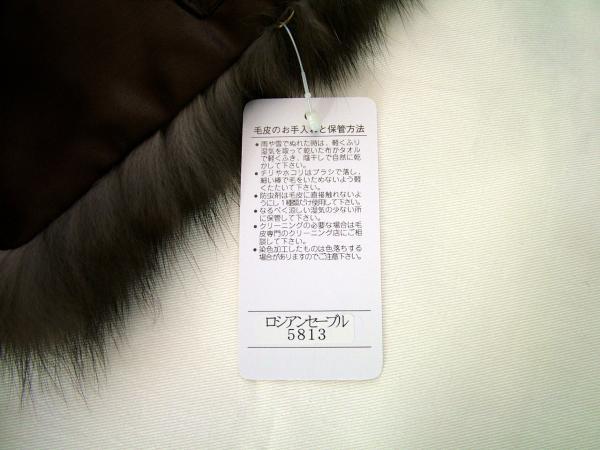 毛皮のお手入れと保管方法
●雨や雪でぬれた時は、軽くふり
湿気を取って乾いた布かタオル
で軽くふき、陰干しで自然に乾
かして下さい。
●チリやホコリはブラシで落し、
細い棒で毛をいためないよう軽
くたたいて下さい。
●防虫剤は毛皮に直接触れないよ
うにし1種類だけ使用して下さい。
●なるべく涼しい湿気の少ない所
に保管して下さい。
●クリーニングの必要な場合は毛
皮専門のクリーニング店にご相
談して下さい。
●染色加工したものは色落ちする
場合がありますのでご注意下さい。
ロシアンセーブル
5813